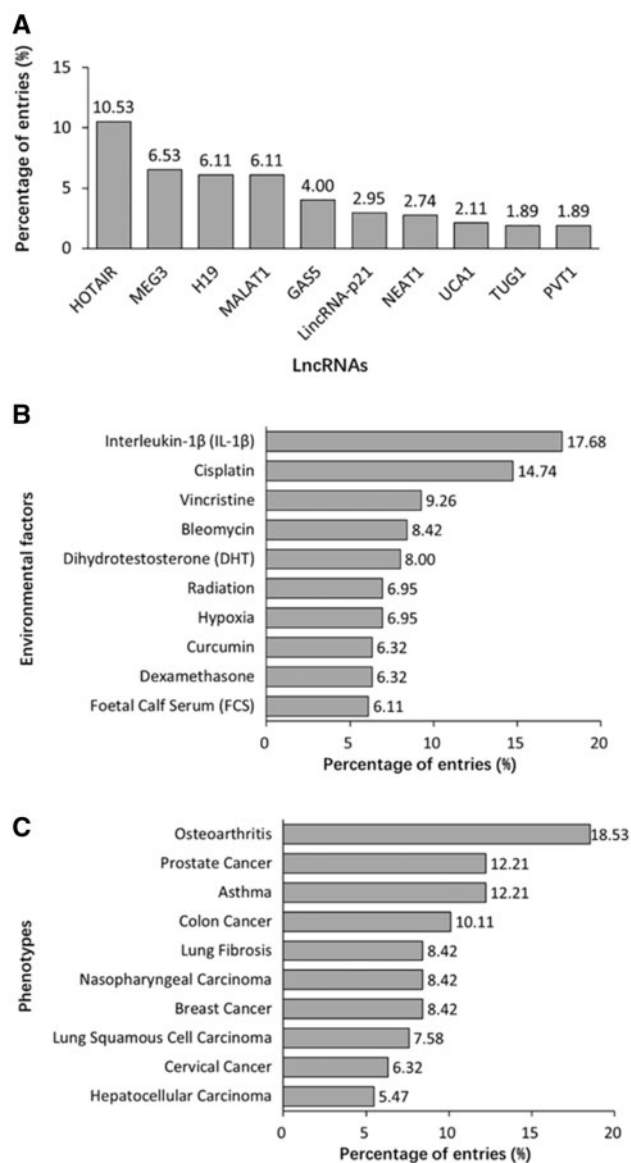 A
Percentage of entries (%)
15
10
5
0
10.53
6.53
6.11
6.11
4.00
2.95
2.74
2.11
1.89
1.89
HOTAIR
MEG3
H19
MALAT1
GAS5
LincRNA-p21
NEAT1
UCA1
TUG1
PVT1
LncRNAs
B
Environmental factors
Interleukin-1β (IL-1β) 17.68
Cisplatin 14.74
Vincristine 9.26
Bleomycin 8.42
Dihydrotestosterone (DHT) 8.00
Radiation 6.95
Hypoxia 6.95
Curcumin 6.32
Dexamethasone 6.32
Foetal Calf Serum (FCS) 6.11
0 5 10 15 20
Percentage of entries (%)
C
Phenotypes
Osteoarthritis 18.53
Prostate Cancer 12.21
Asthma 12.21
Colon Cancer 10.11
Lung Fibrosis 8.42
Nasopharyngeal Carcinoma 8.42
Breast Cancer 8.42
Lung Squamous Cell Carcinoma 7.58
Cervical Cancer 6.32
Hepatocellular Carcinoma 5.47
0 5 10 15 20
Percentage of entries (%)